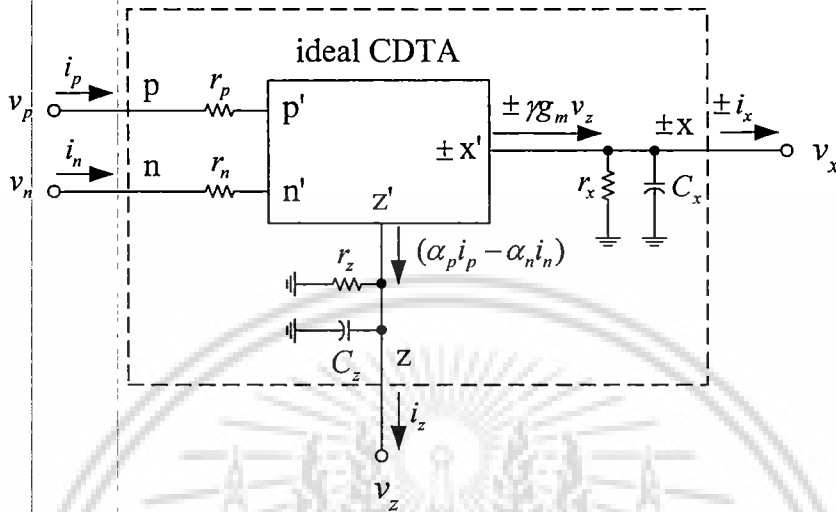 ideal CDTA
i_p
v_p
p
r_p
p'
± γg_m v_z
± x
± i_x
v_x
± x'
i_n
v_n
n
r_n
n'
z'
r_x
C_x
(α_p i_p − α_n i_n)
r_z
C_z
z
i_z
v_z